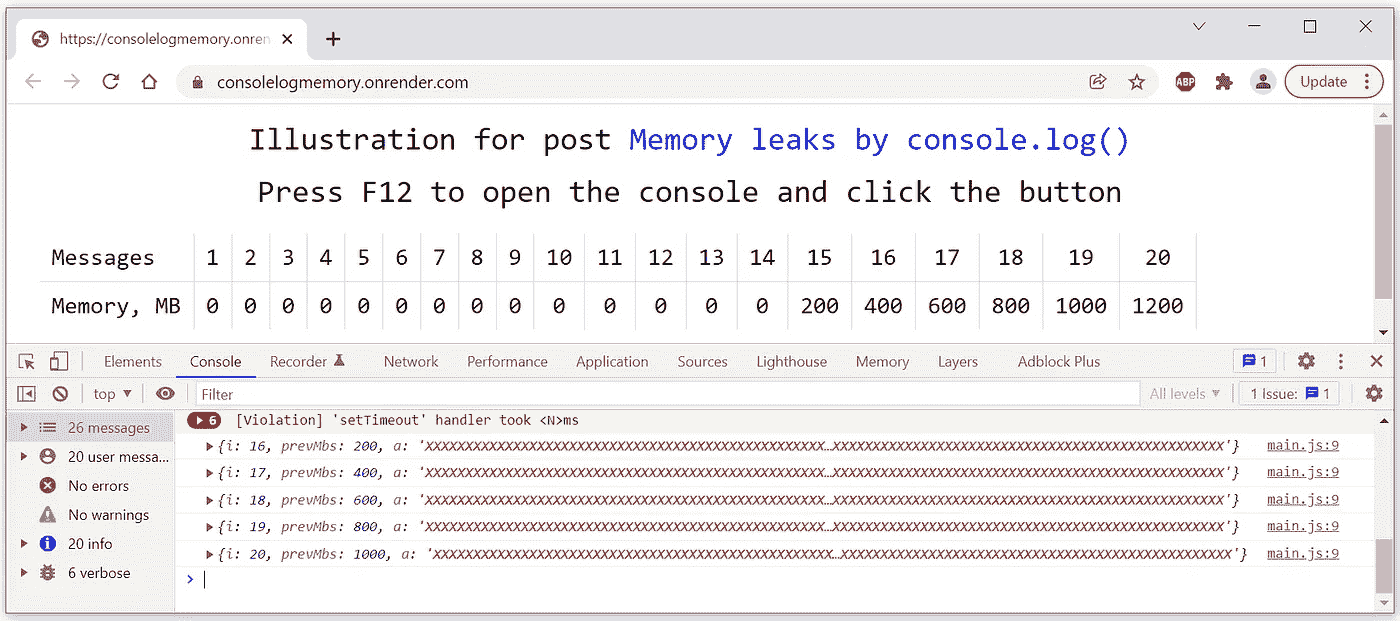 https://consolelogmemory.onren
consolelogmemory.onrender.com
ABP
Update
Illustration for post Memory leaks by console.log()
Press F12 to open the console and click the button
Messages 1 2 3 4 5 6 7 8 9 10 11 12 13 14 15 16 17 18 19 20
Memory, MB 0 0 0 0 0 0 0 0 0 0 0 0 0 0 200 400 600 800 1000 1200
Elements Console Recorder Network Performance Application Sources Lighthouse Memory Layers Adblock Plus 1
top Filter All levels 1 Issue: 1
26 messages
20 user messa...
No errors
No warnings
20 info
6 verbose
6 [Violation] 'setTimeout' handler took <N>ms
{i: 16, prevMbs: 200, a: 'XXXXXXXXXXXXXXXXXXXXXXXXXXXXXXXXXXXXXXXXXXXXXXXXXX…XXXXXXXXXXXXXXXXXXXXXXXXXXXXXXXXXXXXXXXXXXXXXXXXX'} main.js:9
{i: 17, prevMbs: 400, a: 'XXXXXXXXXXXXXXXXXXXXXXXXXXXXXXXXXXXXXXXXXXXXXXXXXX…XXXXXXXXXXXXXXXXXXXXXXXXXXXXXXXXXXXXXXXXXXXXXXXXX'} main.js:9
{i: 18, prevMbs: 600, a: 'XXXXXXXXXXXXXXXXXXXXXXXXXXXXXXXXXXXXXXXXXXXXXXXXXX…XXXXXXXXXXXXXXXXXXXXXXXXXXXXXXXXXXXXXXXXXXXXXXXXX'} main.js:9
{i: 19, prevMbs: 800, a: 'XXXXXXXXXXXXXXXXXXXXXXXXXXXXXXXXXXXXXXXXXXXXXXXXXX…XXXXXXXXXXXXXXXXXXXXXXXXXXXXXXXXXXXXXXXXXXXXXXXXX'} main.js:9
{i: 20, prevMbs: 1000, a: 'XXXXXXXXXXXXXXXXXXXXXXXXXXXXXXXXXXXXXXXXXXXXXXXXXX…XXXXXXXXXXXXXXXXXXXXXXXXXXXXXXXXXXXXXXXXXXXXXXXXX'} main.js:9